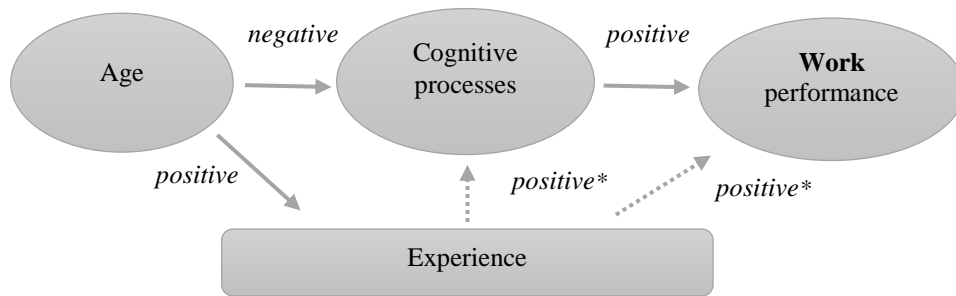 negative
positive
Age
Cognitive
processes
Work
performance
positive
positive*
positive*
Experience